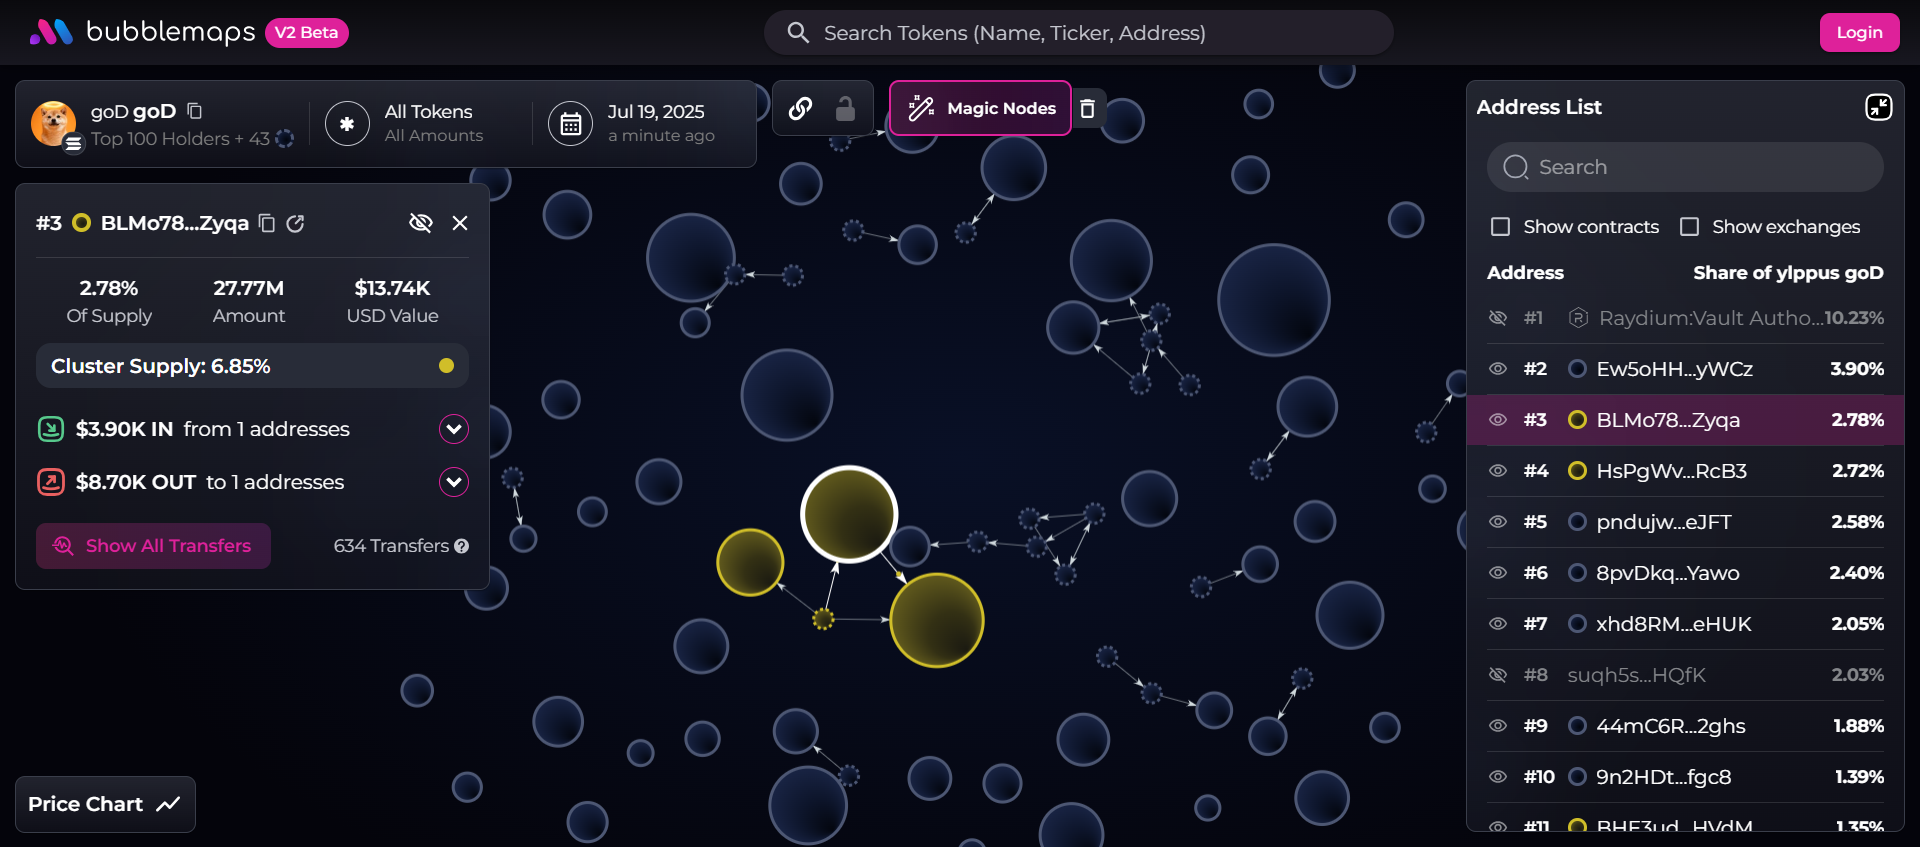 bubblemaps V2 Beta
Search Tokens (Name, Ticker, Address)
Login
goD goD
Top 100 Holders + 43
All Tokens
All Amounts
Jul 19, 2025
a minute ago
Magic Nodes
#3 BLMo78...Zyqa
2.78% 27.77M $13.74K
Of Supply Amount USD Value
Cluster Supply: 6.85%
$3.90K IN from 1 addresses
$8.70K OUT to 1 addresses
Show All Transfers 634 Transfers
Price Chart
Address List
Search
Show contracts Show exchanges
Address Share of ylppus goD
#1 Raydium:Vault Autho...10.23%
#2 Ew5oHH...yWCz 3.90%
#3 BLMo78...Zyqa 2.78%
#4 HsPgWv...RcB3 2.72%
#5 pndujw...eJFT 2.58%
#6 8pvDkq...Yawo 2.40%
#7 xhd8RM...eHUK 2.05%
#8 suqh5s...HQfK 2.03%
#9 44mC6R...2ghs 1.88%
#10 9n2HDt...fgc8 1.39%
#11 1.35%